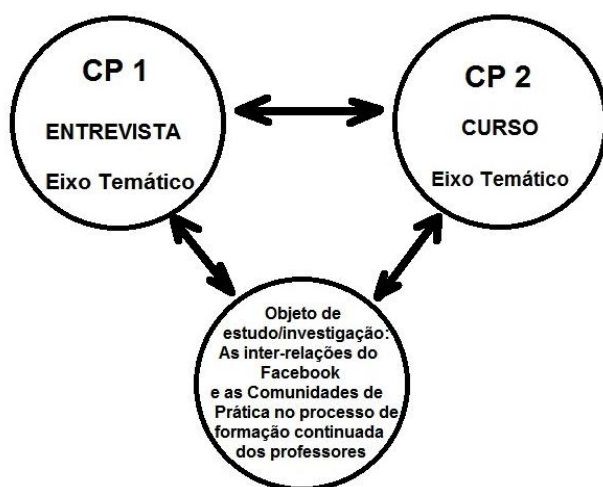 CP 1
ENTREVISTA
Eixo Temático
CP 2
CURSO
Eixo Temático
Objeto de
estudo/investigação:
As inter-relações do
Facebook
e as Comunidades de
Prática no processo de
formação continuada
dos professores